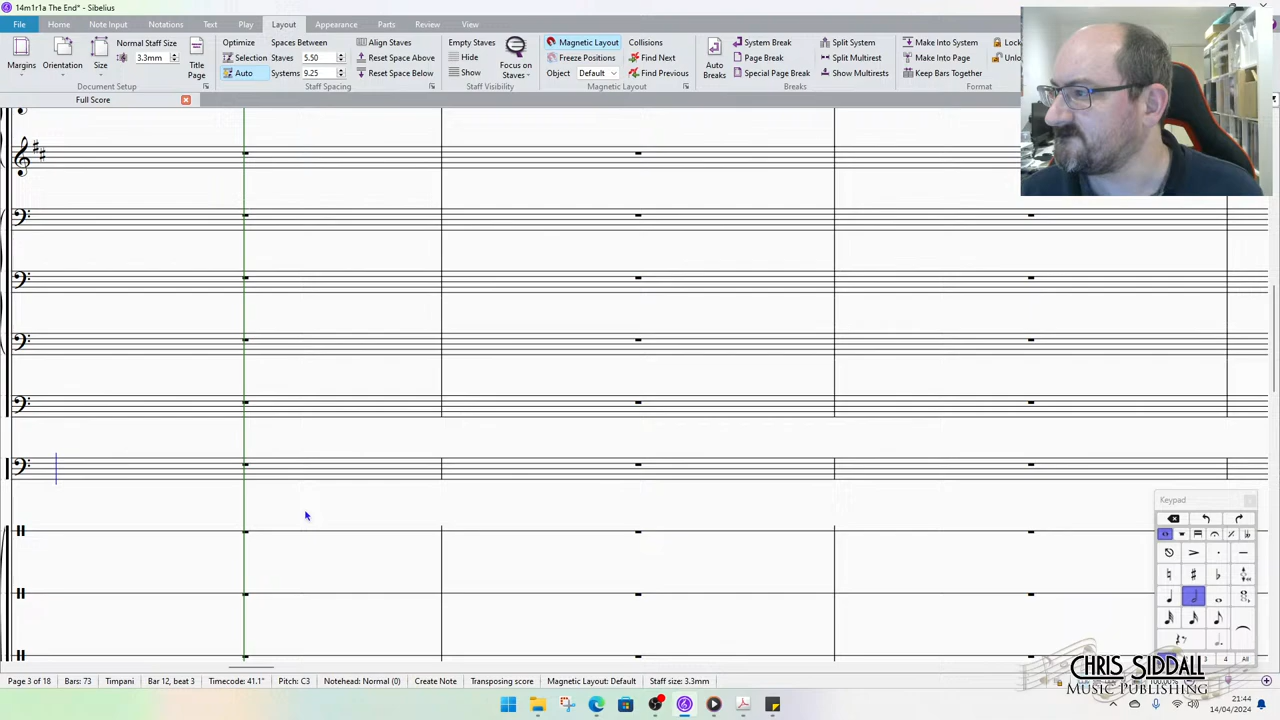 14m1r1a The End* - Sibelius
File Home Note Input Notations Text Play Layout Appearance Parts Review View
Margins Orientation Size Normal Staff Size 3.3mm Title Page Document Setup
Optimize Selection Auto Spaces Between Staves 5.50 Systems 9.25 Align Staves Reset Space Above Reset Space Below Staff Spacing
Empty Staves Hide Show Focus on Staves Staff Visibility
Magnetic Layout Freeze Positions Object Default Collisions Find Next Find Previous Magnetic Layout
Auto Breaks System Break Page Break Special Page Break Split System Split Multirest Show Multirests Breaks
Make Into System Make Into Page Keep Bars Together Format
Full Score
Keypad
4 All
CHRIS SIDDALL
MUSIC PUBLISHING
Page 3 of 18 Bars: 73 Timpani Bar 12, beat 3 Timecode: 41.1" Pitch: C3 Notehead: Normal (0) Create Note Transposing score Magnetic Layout: Default Staff size: 3.3mm
21:44
14/04/2024